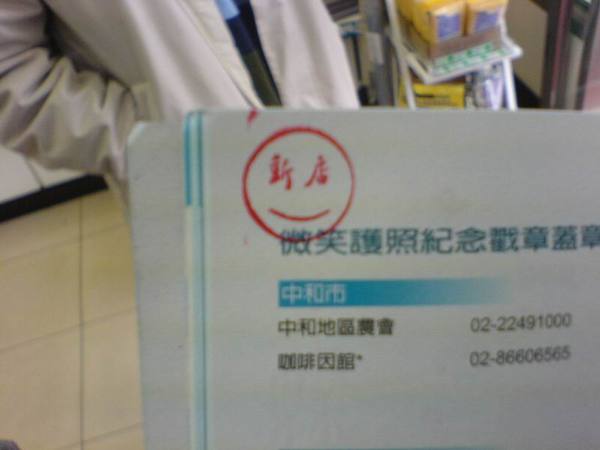 新店
微笑護照紀念戳章蓋章
中和市
中和地區農會 02-22491000
咖啡因館* 02-86606565